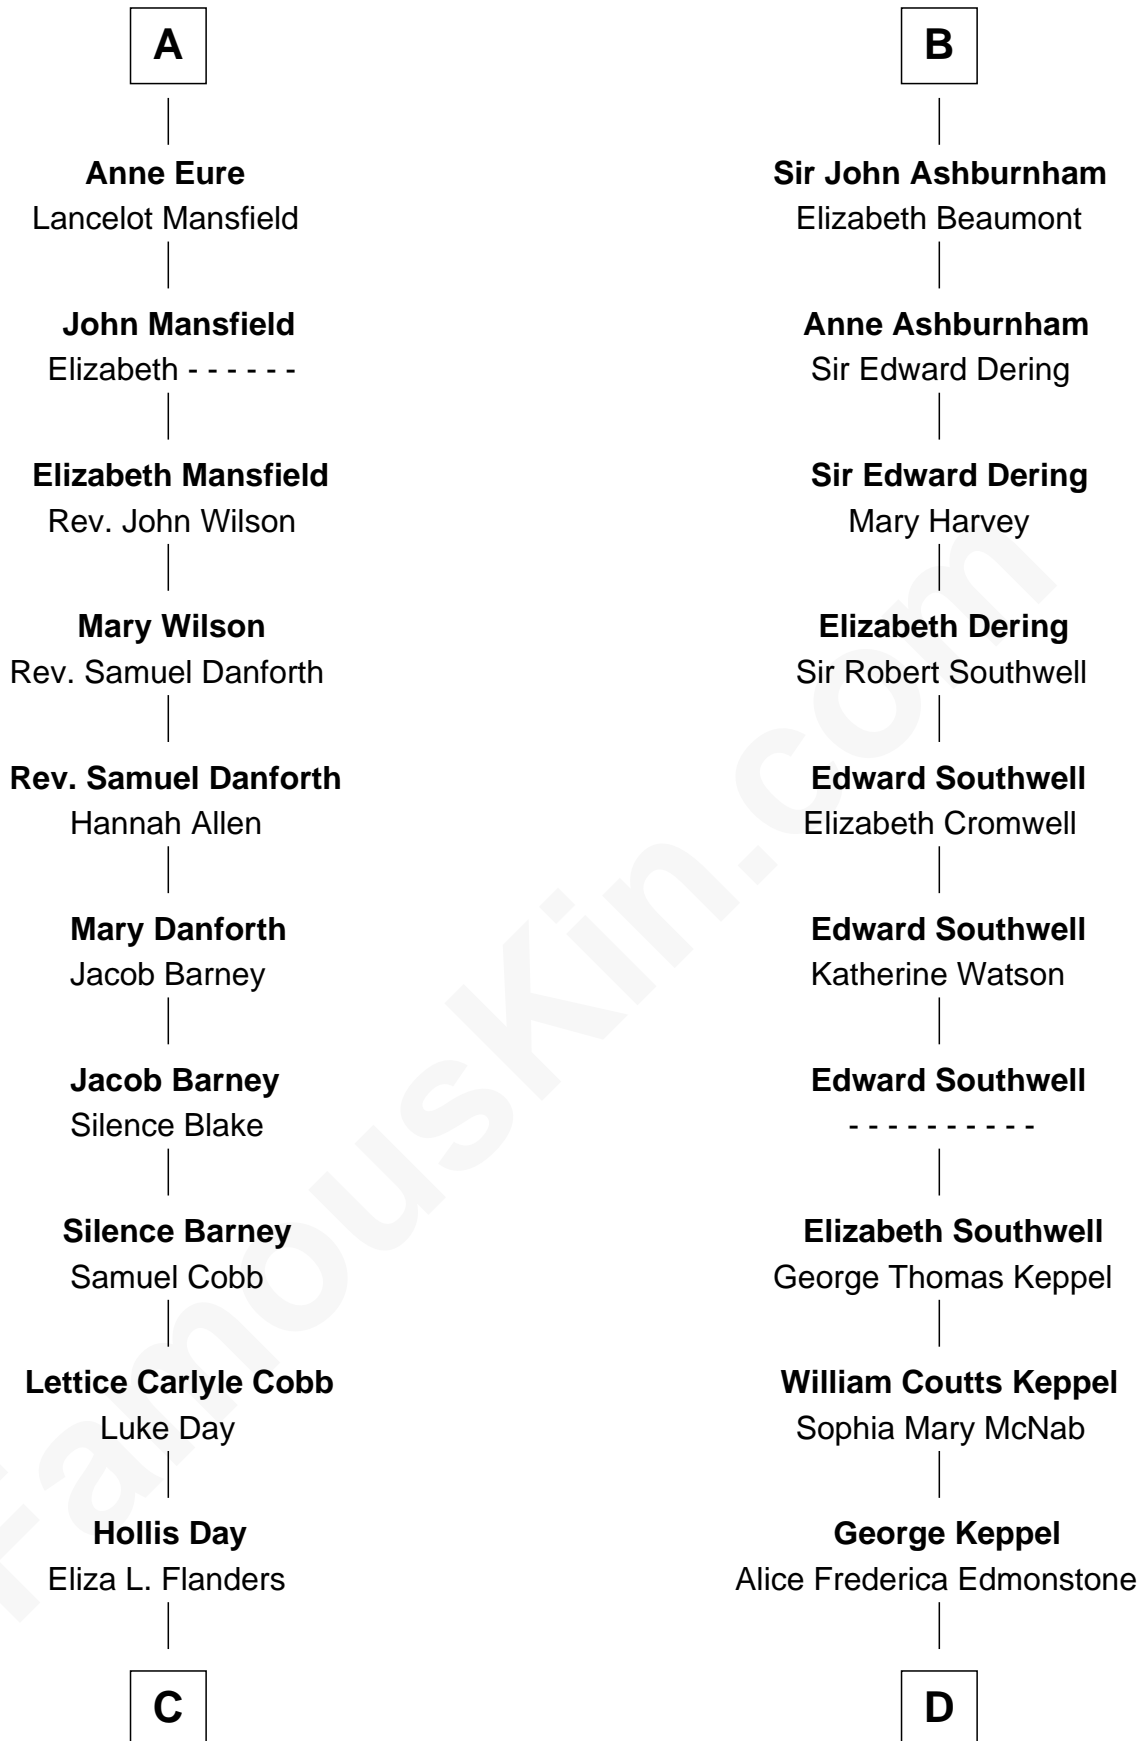 A
Anne Eure
Lancelot Mansfield
John Mansfield
Elizabeth - - - - - -
Elizabeth Mansfield
Rev. John Wilson
Mary Wilson
Rev. Samuel Danforth
Rev. Samuel Danforth
Hannah Allen
Mary Danforth
Jacob Barney
Jacob Barney
Silence Blake
Silence Barney
Samuel Cobb
Lettice Carlyle Cobb
Luke Day
Hollis Day
Eliza L. Flanders
C
B
Sir John Ashburnham
Elizabeth Beaumont
Anne Ashburnham
Sir Edward Dering
Sir Edward Dering
Mary Harvey
Elizabeth Dering
Sir Robert Southwell
Edward Southwell
Elizabeth Cromwell
Edward Southwell
Katherine Watson
Edward Southwell
- - - - - - - - - -
Elizabeth Southwell
George Thomas Keppel
William Coutts Keppel
Sophia Mary McNab
George Keppel
Alice Frederica Edmonstone
D
FamousKin.com